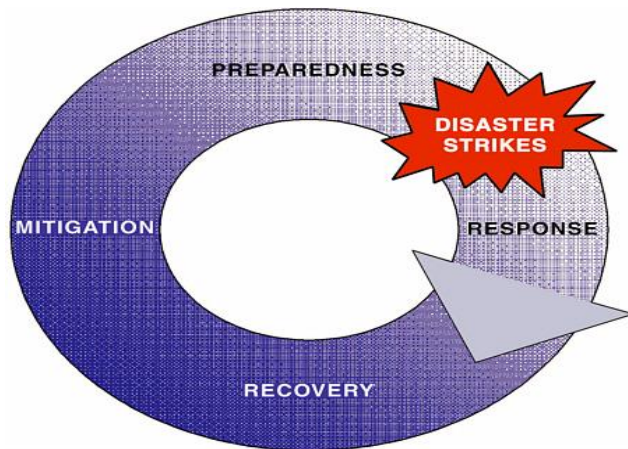 PREPAREDNESS
DISASTER
STRIKES
MITIGATION
RESPONSE
RECOVERY